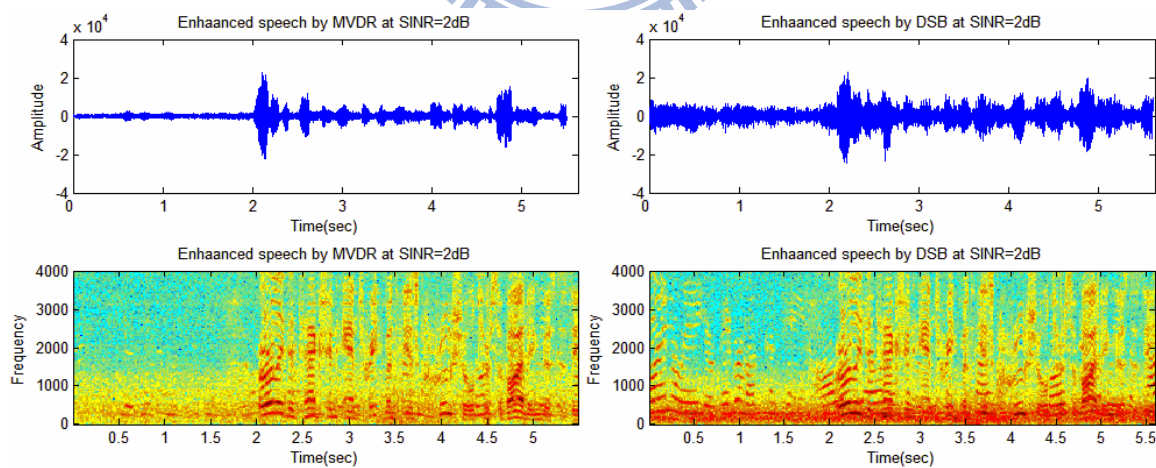 Enhaanced speech by MVDR at SINR=2dB
x 10^4
4
2
0
-2
-4
Amplitude
0 1 2 3 4 5
Time(sec)
Enhaanced speech by DSB at SINR=2dB
x 10^4
4
2
0
-2
-4
Amplitude
0 1 2 3 4 5
Time(sec)
Enhaanced speech by MVDR at SINR=2dB
4000
3000
2000
1000
0
Frequency
0.5 1 1.5 2 2.5 3 3.5 4 4.5 5
Time(sec)
Enhaanced speech by DSB at SINR=2dB
4000
3000
2000
1000
0
Frequency
0.5 1 1.5 2 2.5 3 3.5 4 4.5 5 5.5
Time(sec)